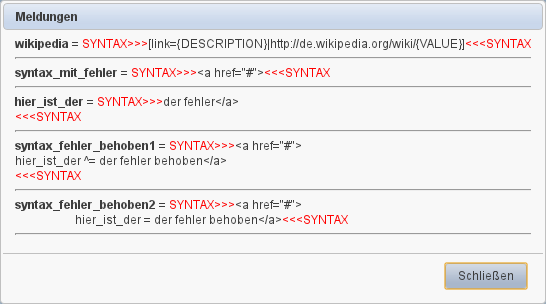 Meldungen
wikipedia = SYNTAX>>>[link={DESCRIPTION}|http://de.wikipedia.org/wiki/{VALUE}]<<<SYNTAX
syntax_mit_fehler = SYNTAX>>><a href="#"><<<SYNTAX
hier_ist_der = SYNTAX>>>der fehler</a>
<<<SYNTAX
syntax_fehler_behoben1 = SYNTAX>>><a href="#">
hier_ist_der ^= der fehler behoben</a>
<<<SYNTAX
syntax_fehler_behoben2 = SYNTAX>>><a href="#">
hier_ist_der = der fehler behoben</a><<<SYNTAX
Schließen